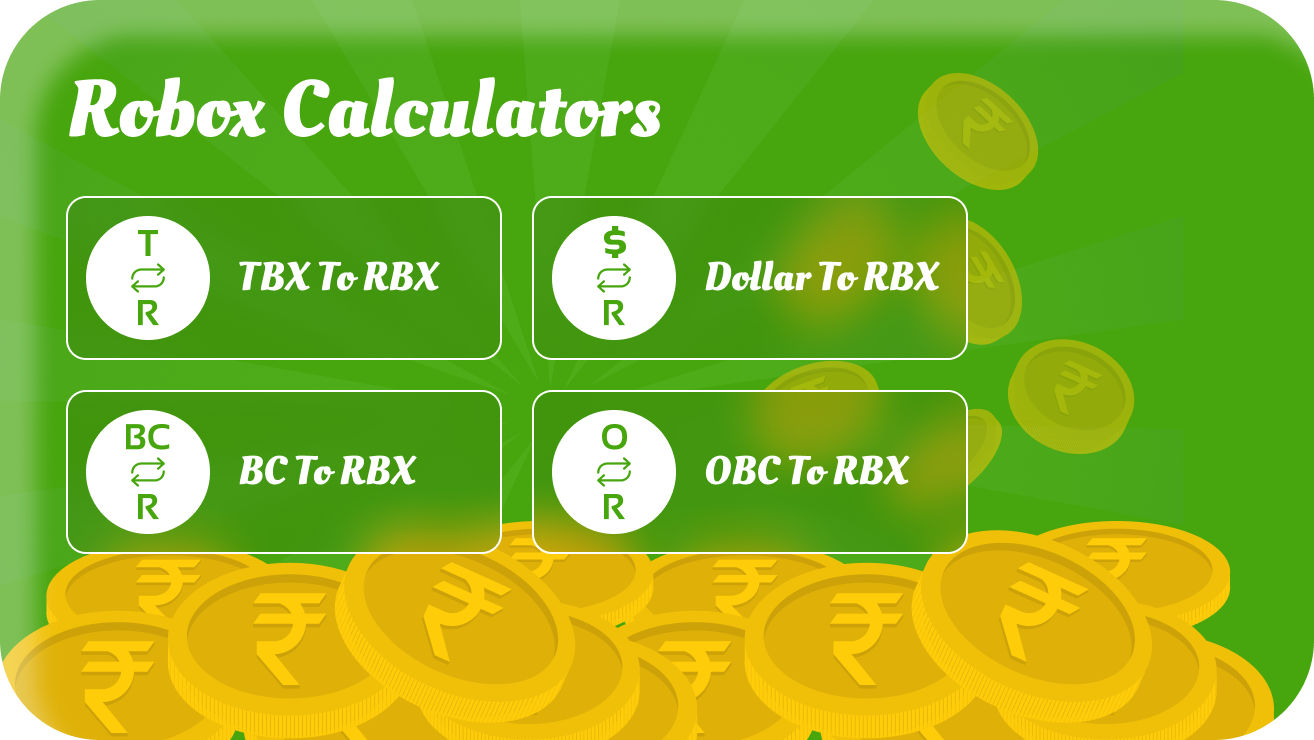 Robox Calculators
T
R
TBX To RBX
$
R
Dollar To RBX
BC
R
BC To RBX
O
R
OBC To RBX
₹
₹
₹
₹
₹
₹
₹
₹
₹
₹
₹
₹
₹
₹